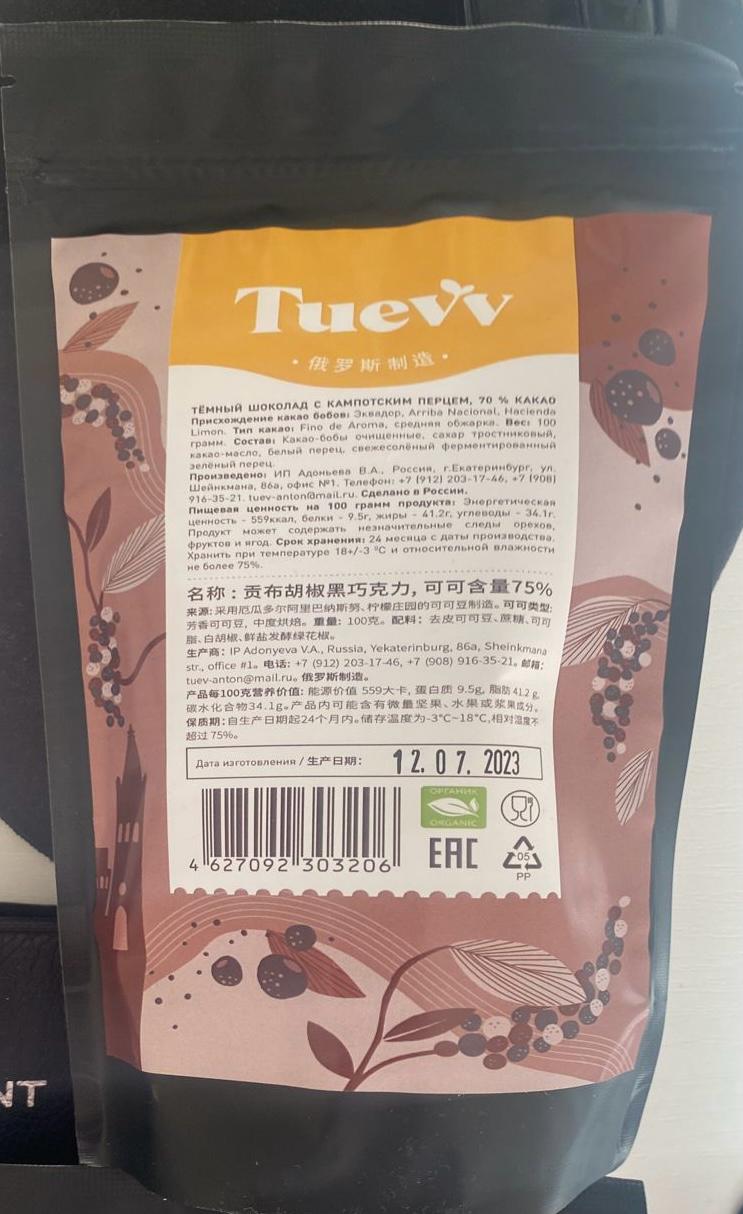 Tuevv
·俄罗斯制造·
ТЁМНЫЙ ШОКОЛАД С КАМПОТСКИМ ПЕРЦЕМ, 70 % КАКАО
Присхождение какао бобов: Эквадор, Arriba Nacional, Hacienda
Limon. Тип какао: Fino de Aroma, средняя обжарка. Вес: 100
грамм. Состав: Какао-бобы очищенные, сахар тростниковый,
какао-масло, белый перец, свежесолёный ферментированный
зелёный перец.
Произведено: ИП Адоньева В.А., Россия, г.Екатеринбург, ул.
Шейнкмана, 86а, офис №1. Телефон: +7 (912) 203-17-46, +7 (908)
916-35-21. tuev-anton@mail.ru. Сделано в России.
Пищевая ценность на 100 грамм продукта: Энергетическая
ценность - 559ккал, белки - 9.5г, жиры - 41.2г, углеводы - 34.1г.
Продукт может содержать незначительные следы орехов,
фруктов и ягод. Срок хранения: 24 месяца с даты производства.
Хранить при температуре 18+/-3 °C и относительной влажности
не более 75%.
名称：贡布胡椒黑巧克力, 可可含量75%
来源: 采用厄瓜多尔阿里巴纳斯努、柠檬庄园的可可豆制造。可可类型:
芳香可可豆, 中度烘焙。重量: 100克。配料：去皮可可豆、蔗糖、可可
脂、白胡椒、鲜盐发酵绿花椒。
生产商：IP Adonyeva V.A., Russia, Yekaterinburg, 86a, Sheinkmana
str., office #1。电话: +7 (912) 203-17-46, +7 (908) 916-35-21。邮箱:
tuev-anton@mail.ru。俄罗斯制造。
产品每100克营养价值: 能源价值 559大卡, 蛋白质 9.5g, 脂肪 41.2 g,
碳水化合物34.1g。产品内可能含有微量坚果、水果或浆果成分。
保质期: 自生产日期起24个月内。储存温度为-3°C~18°C, 相对湿度不
超过 75%。
Дата изготовления / 生产日期: 12.07.2023
ОРГАНИК
ORGANIC
4 627092 303206
EAC
05
PP
NT